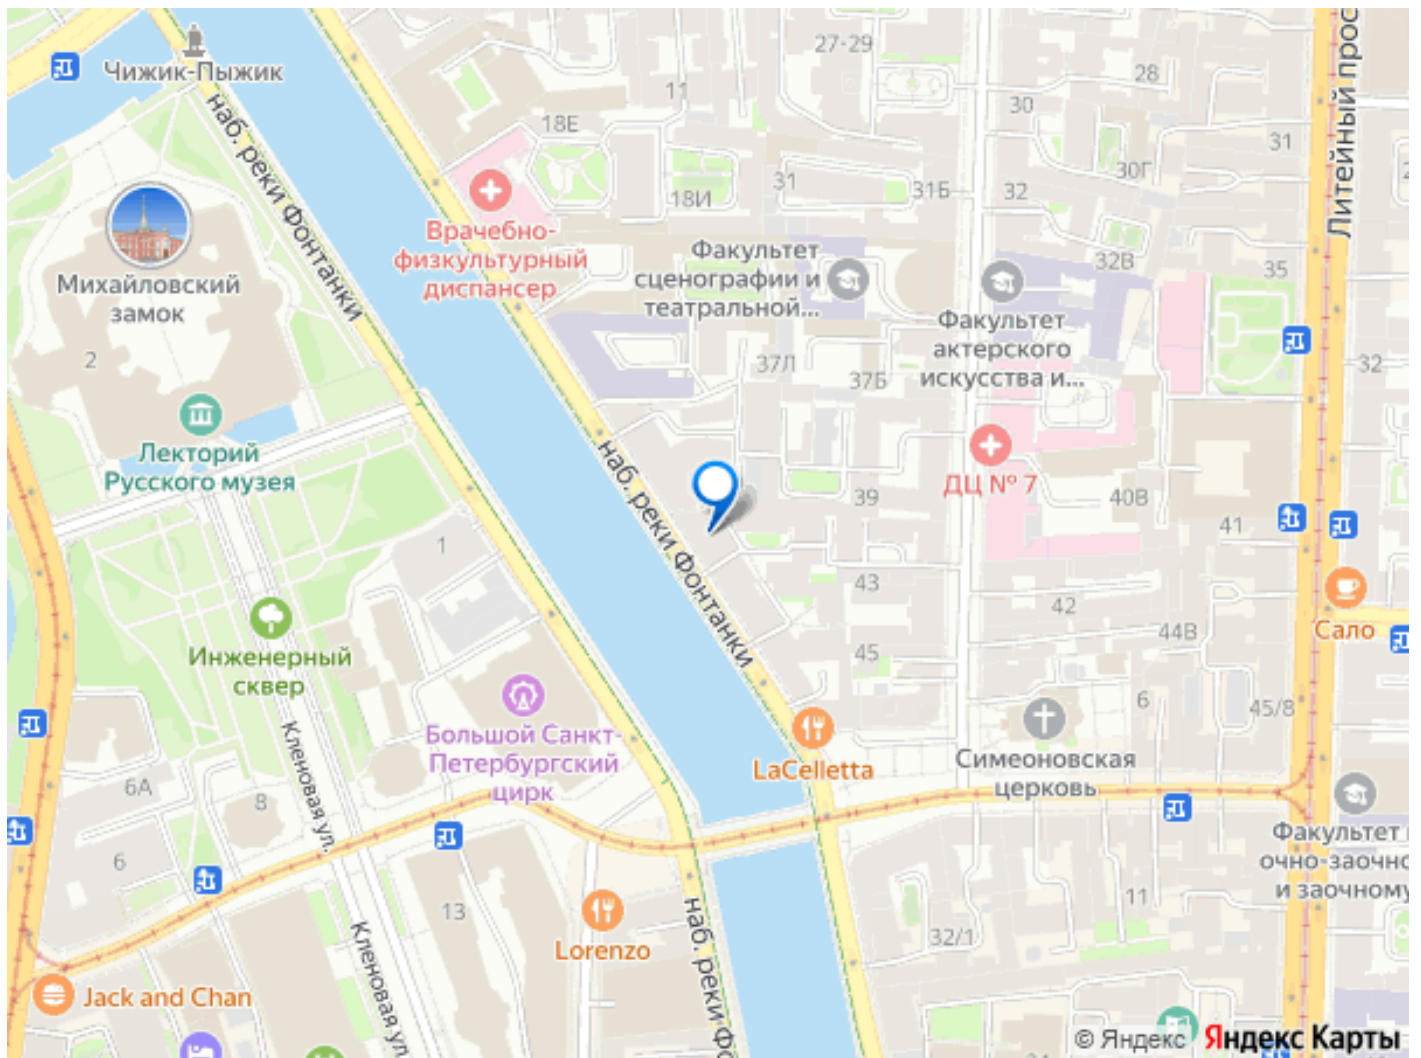 27-29
Литейный прос
Чижик-Пыжик
28
11
30
наб. реки Фонтанки
18Е
31
30Г
31
31Б
32
18И
Врачебно-
физкультурный
диспансер
Факультет
сценографии и
театральной...
32В
35
Михайловский
замок
Факультет
актерского
искусства и...
2
37Л
37Б
32
Лекторий
Русского музея
наб. реки Фонтанки
ДЦ № 7
39
40В
41
1
43
42
Сало
44В
45
Инженерный
сквер
6
45/8
Кленовая ул.
Большой Санкт-
Петербургский
цирк
LaCelletta
Симеоновская
церковь
6А
8
6
Факультет
очно-заочно
и заочному
13
11
наб. реки Фо
32/1
Кленовая ул.
Lorenzo
Jack and Chan
© Яндекс Яндекс Карты